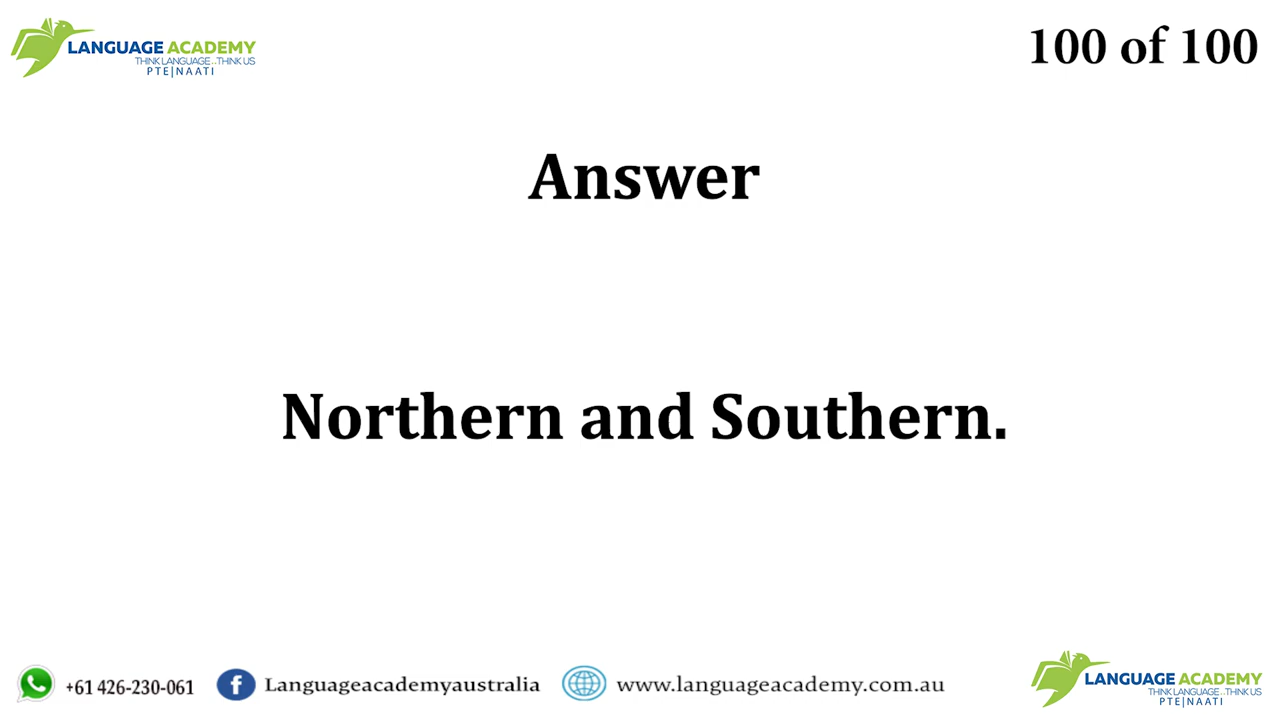 LANGUAGE ACADEMY
THINK LANGUAGE..THINK US
PTE|NAATI
100 of 100
Answer
Northern and Southern.
+61 426-230-061
Languageacademyaustralia
www.languageacademy.com.au
LANGUAGE ACADEMY
THINK LANGUAGE..THINK US
PTE|NAATI